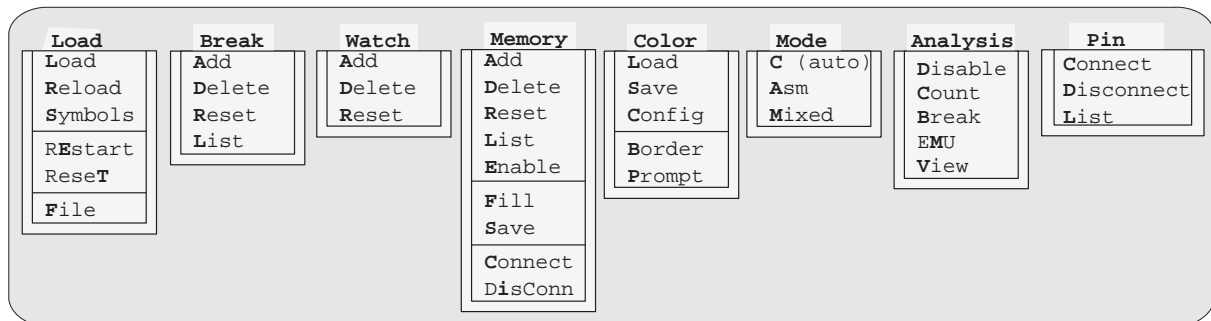 Load
Load
Reload
Symbols
REstart
ReseT
File
Break
Add
Delete
Reset
List
Watch
Add
Delete
Reset
Memory
Add
Delete
Reset
List
Enable
Fill
Save
Connect
DisConn
Color
Load
Save
Config
Border
Prompt
Mode
C (auto)
Asm
Mixed
Analysis
Disable
Count
Break
EMU
View
Pin
Connect
Disconnect
List